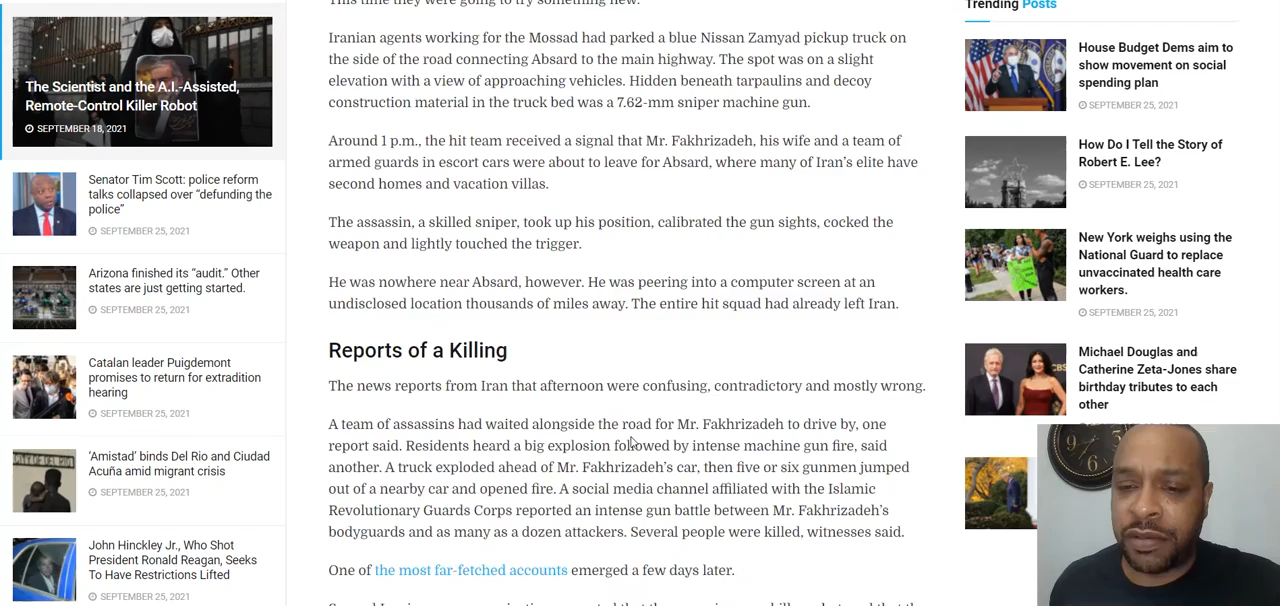 The Scientist and the A.I.-Assisted,
Remote-Control Killer Robot
SEPTEMBER 18, 2021
Senator Tim Scott: police reform
talks collapsed over “defunding the
police”
SEPTEMBER 25, 2021
Arizona finished its “audit.” Other
states are just getting started.
SEPTEMBER 25, 2021
Catalan leader Puigdemont
promises to return for extradition
hearing
SEPTEMBER 25, 2021
‘Amistad’ binds Del Rio and Ciudad
Acuña amid migrant crisis
SEPTEMBER 25, 2021
John Hinckley Jr., Who Shot
President Ronald Reagan, Seeks
To Have Restrictions Lifted
SEPTEMBER 25, 2021
This time they were going to try something new.
Iranian agents working for the Mossad had parked a blue Nissan Zamyad pickup truck on
the side of the road connecting Absard to the main highway. The spot was on a slight
elevation with a view of approaching vehicles. Hidden beneath tarpaulins and decoy
construction material in the truck bed was a 7.62-mm sniper machine gun.
Around 1 p.m., the hit team received a signal that Mr. Fakhrizadeh, his wife and a team of
armed guards in escort cars were about to leave for Absard, where many of Iran’s elite have
second homes and vacation villas.
The assassin, a skilled sniper, took up his position, calibrated the gun sights, cocked the
weapon and lightly touched the trigger.
He was nowhere near Absard, however. He was peering into a computer screen at an
undisclosed location thousands of miles away. The entire hit squad had already left Iran.
Reports of a Killing
The news reports from Iran that afternoon were confusing, contradictory and mostly wrong.
A team of assassins had waited alongside the road for Mr. Fakhrizadeh to drive by, one
report said. Residents heard a big explosion followed by intense machine gun fire, said
another. A truck exploded ahead of Mr. Fakhrizadeh’s car, then five or six gunmen jumped
out of a nearby car and opened fire. A social media channel affiliated with the Islamic
Revolutionary Guards Corps reported an intense gun battle between Mr. Fakhrizadeh’s
bodyguards and as many as a dozen attackers. Several people were killed, witnesses said.
One of the most far-fetched accounts emerged a few days later.
Trending Posts
House Budget Dems aim to
show movement on social
spending plan
SEPTEMBER 25, 2021
How Do I Tell the Story of
Robert E. Lee?
SEPTEMBER 25, 2021
New York weighs using the
National Guard to replace
unvaccinated health care
workers.
SEPTEMBER 25, 2021
Michael Douglas and
Catherine Zeta-Jones share
birthday tributes to each
other